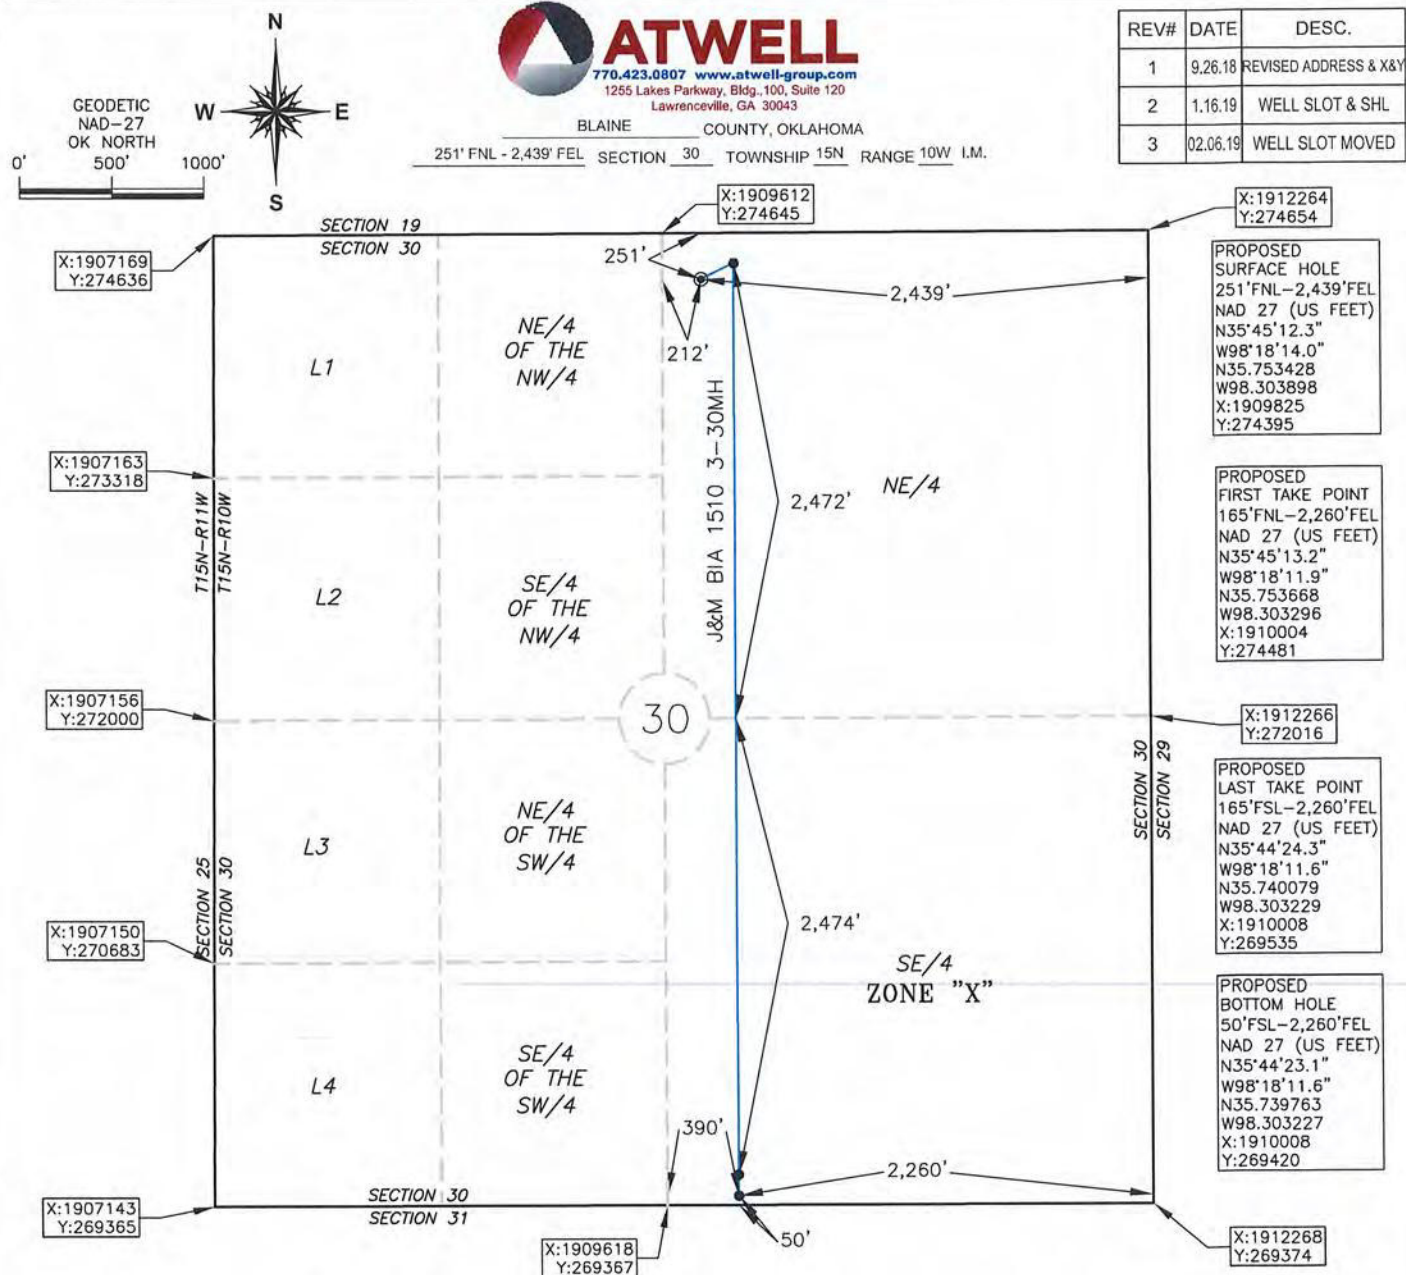 N
W
E
S
GEODETIC
NAD-27
OK NORTH
0'
500'
1000'
ATWELL
770.423.0807 www.atwell-group.com
1255 Lakes Parkway, Bldg.,100, Suite 120
Lawrenceville, GA 30043
BLAINE COUNTY, OKLAHOMA
251' FNL - 2,439' FEL SECTION 30 TOWNSHIP 15N RANGE 10W I.M.
REV# DATE DESC.
1 9.26.18 REVISED ADDRESS & X&Y
2 1.16.19 WELL SLOT & SHL
3 02.06.19 WELL SLOT MOVED
X:1909612
Y:274645
X:1912264
Y:274654
SECTION 19
SECTION 30
X:1907169
Y:274636
251'
2,439'
212'
NE/4
OF THE
NW/4
L1
J&M BIA 1510 3-30MH
NE/4
2,472'
X:1907163
Y:273318
T15N-R11W
T15N-R10W
L2
SE/4
OF THE
NW/4
X:1907156
Y:272000
30
X:1912266
Y:272016
SECTION 30
SECTION 29
L3
NE/4
OF THE
SW/4
SECTION 25
SECTION 30
X:1907150
Y:270683
2,474'
SE/4
ZONE "X"
L4
SE/4
OF THE
SW/4
390'
2,260'
50'
SECTION 30
SECTION 31
X:1907143
Y:269365
X:1909618
Y:269367
X:1912268
Y:269374
PROPOSED
SURFACE HOLE
251'FNL-2,439'FEL
NAD 27 (US FEET)
N35°45'12.3"
W98°18'14.0"
N35.753428
W98.303898
X:1909825
Y:274395
PROPOSED
FIRST TAKE POINT
165'FNL-2,260'FEL
NAD 27 (US FEET)
N35°45'13.2"
W98°18'11.9"
N35.753668
W98.303296
X:1910004
Y:274481
PROPOSED
LAST TAKE POINT
165'FSL-2,260'FEL
NAD 27 (US FEET)
N35°44'24.3"
W98°18'11.6"
N35.740079
W98.303229
X:1910008
Y:269535
PROPOSED
BOTTOM HOLE
50'FSL-2,260'FEL
NAD 27 (US FEET)
N35°44'23.1"
W98°18'11.6"
N35.739763
W98.303227
X:1910008
Y:269420